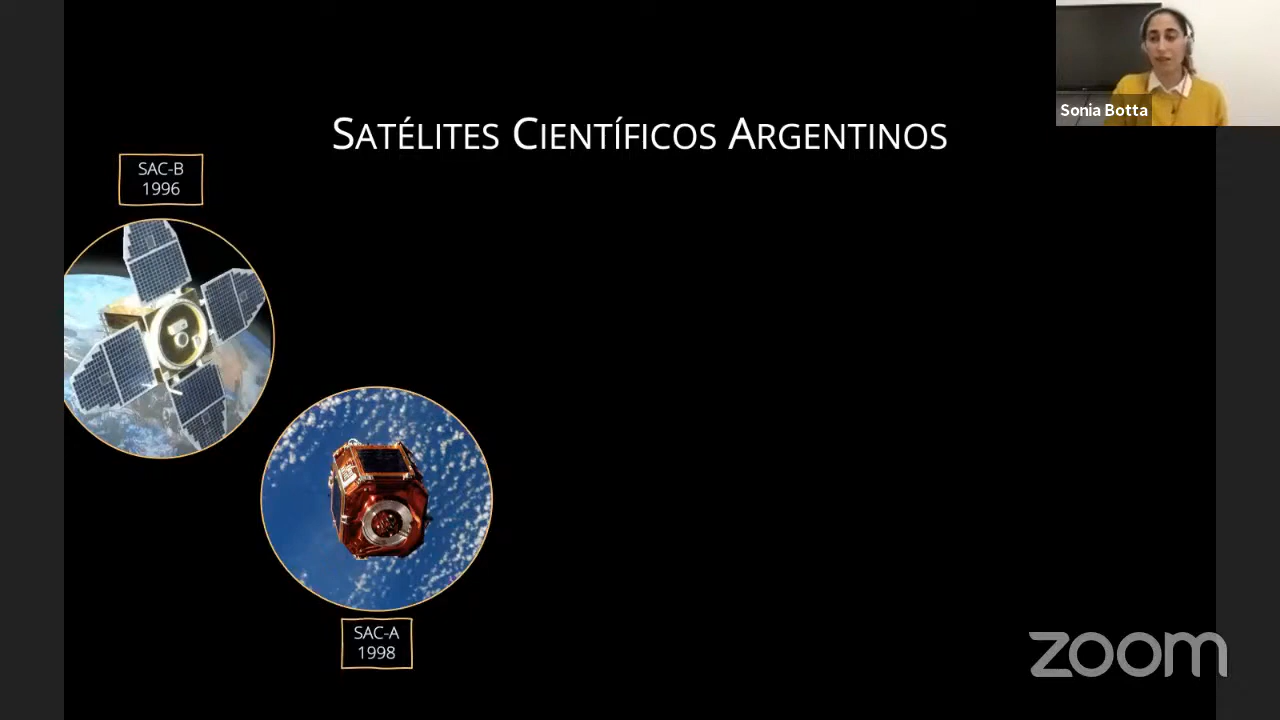 SATÉLITES CIENTÍFICOS ARGENTINOS
Sonia Botta
SAC-B
1996
SAC-A
1998
zoom